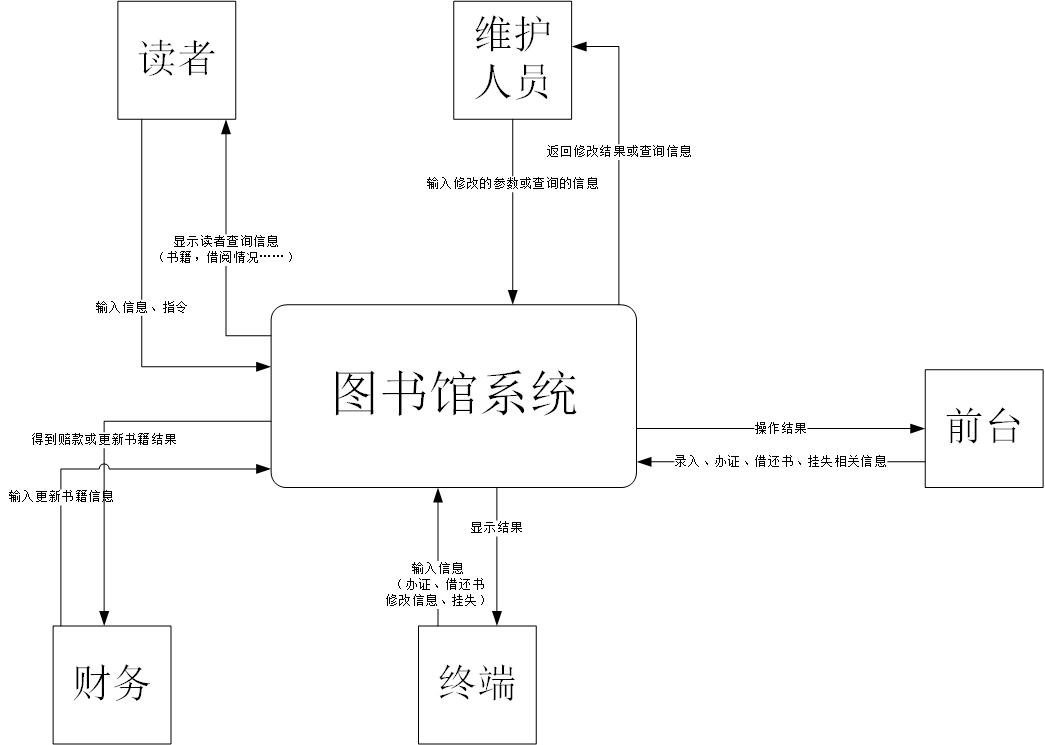 读者
维护
人员
返回修改结果或查询信息
输入修改的参数或查询的信息
显示读者查询信息
（书籍，借阅情况……）
输入信息、指令
图书馆系统
前台
操作结果
得到赔款或更新书籍结果
录入、办证、借还书、挂失相关信息
输入更新书籍信息
显示结果
输入信息
（办证、借还书
修改信息、挂失）
财务
终端